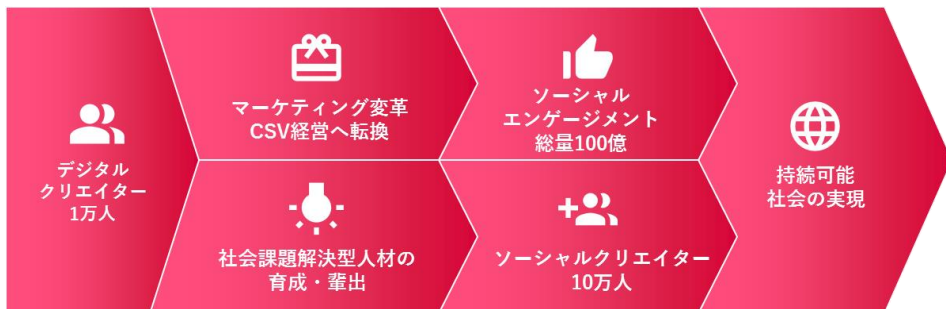 デジタル
クリエイター
1万人
マーケティング変革
CSV経営へ転換
ソーシャル
エンゲージメント
総量100億
社会課題解決型人材の
育成・輩出
ソーシャルクリエイター
10万人
持続可能
社会の実現